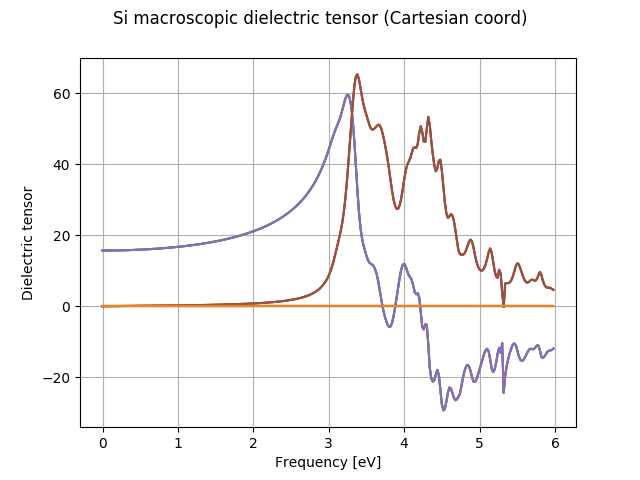 Si macroscopic dielectric tensor (Cartesian coord)
60
40
20
0
−20
Dielectric tensor
0 1 2 3 4 5 6
Frequency [eV]